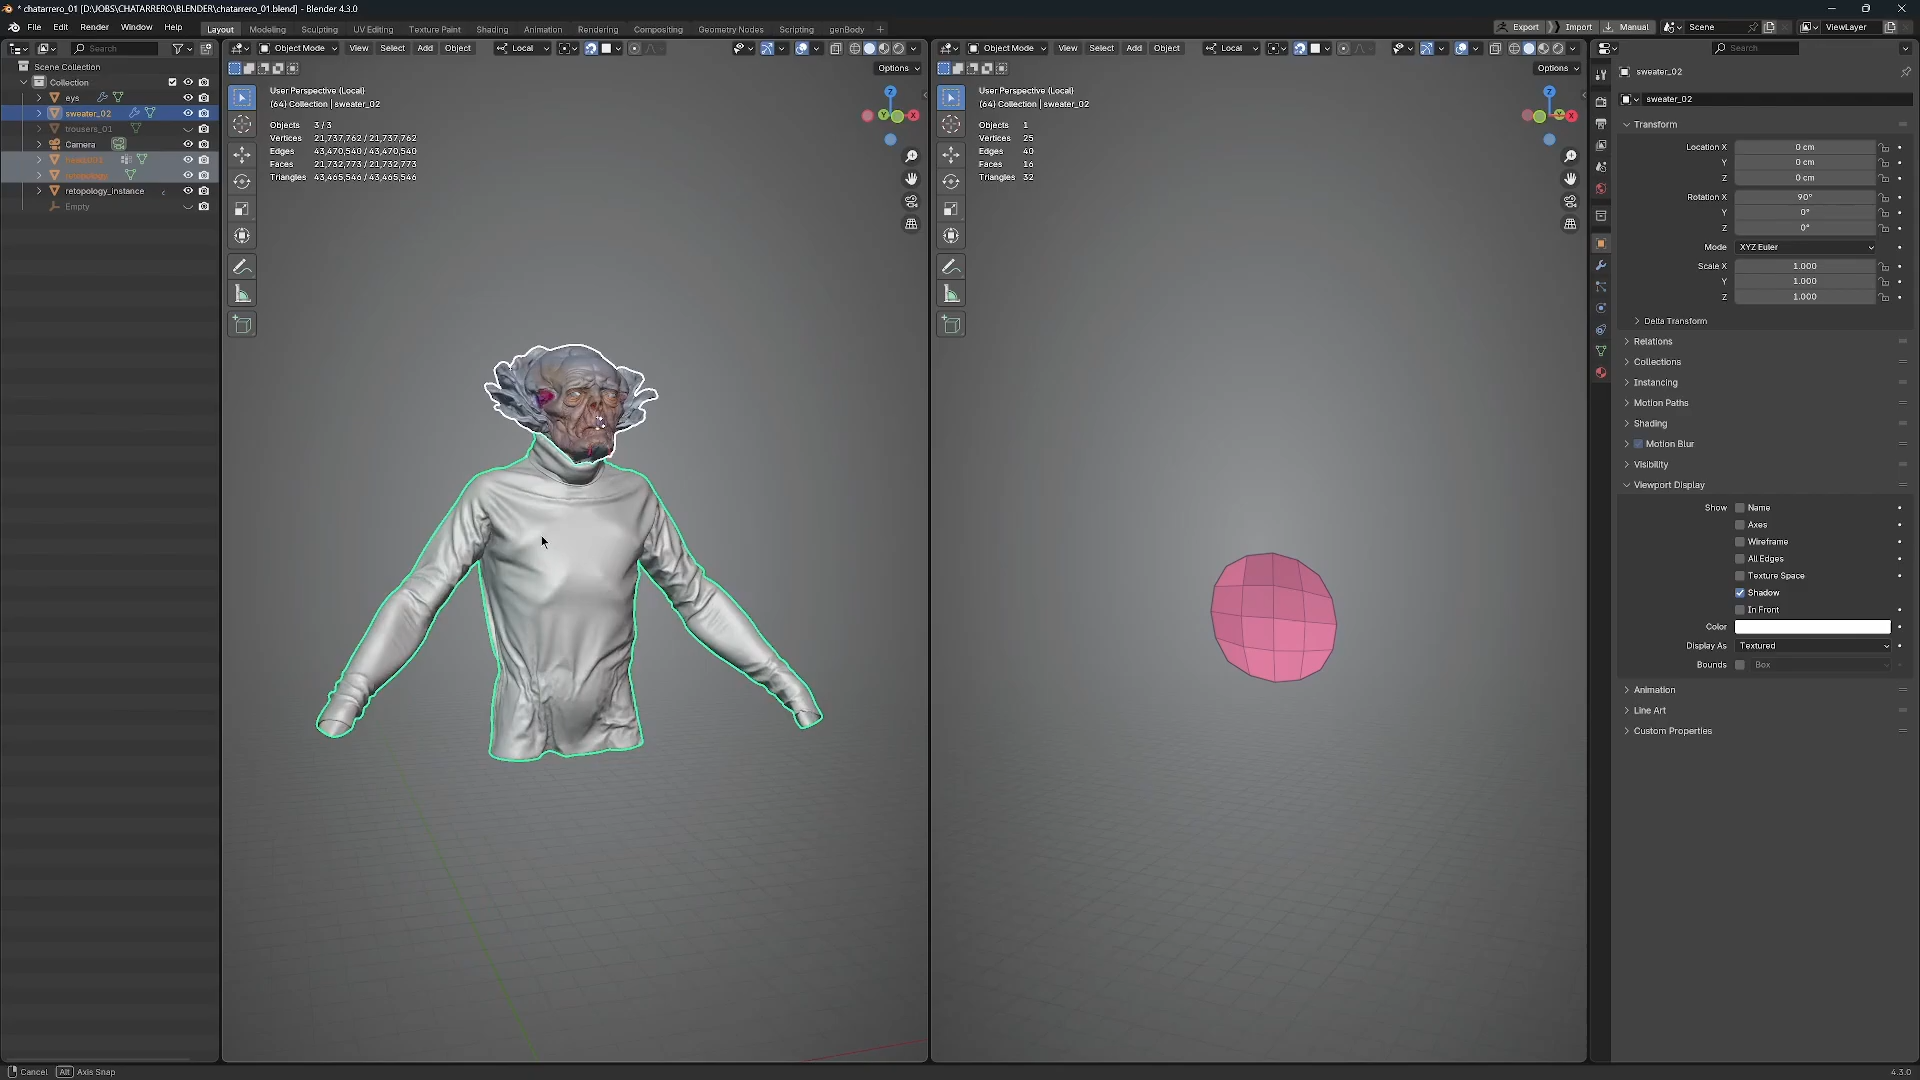 * chatarrero_01 [D:\JOBS\CHATARRERO\BLENDER\chatarrero_01.blend] - Blender 4.3.0
File Edit Render Window Help Layout Modeling Sculpting UV Editing Texture Paint Shading Animation Rendering Compositing Geometry Nodes Scripting genBody +
Export Import Manual Scene ViewLayer
Search
Object Mode View Select Add Object Local
Object Mode View Select Add Object Local
Search
Options
Options
Scene Collection
Collection
eys
sweater_02
trousers_01
Camera
retopology_instance
Empty
User Perspective (Local)
(64) Collection | sweater_02
Objects 3 / 3
Vertices 21,737,762 / 21,737,762
Edges 43,470,540 / 43,470,540
Faces 21,732,773 / 21,732,773
Triangles 43,465,546 / 43,465,546
Z
Y
X
User Perspective (Local)
(64) Collection | sweater_02
Objects 1
Vertices 25
Edges 40
Faces 16
Triangles 32
Z
Y
X
sweater_02
sweater_02
Transform
Location X 0 cm
Y 0 cm
Z 0 cm
Rotation X 90°
Y 0°
Z 0°
Mode XYZ Euler
Scale X 1.000
Y 1.000
Z 1.000
Delta Transform
Relations
Collections
Instancing
Motion Paths
Shading
Motion Blur
Visibility
Viewport Display
Show Name
Axes
Wireframe
All Edges
Texture Space
Shadow
In Front
Color
Display As Textured
Bounds Box
Animation
Line Art
Custom Properties
Cancel Alt Axis Snap
4.3.0